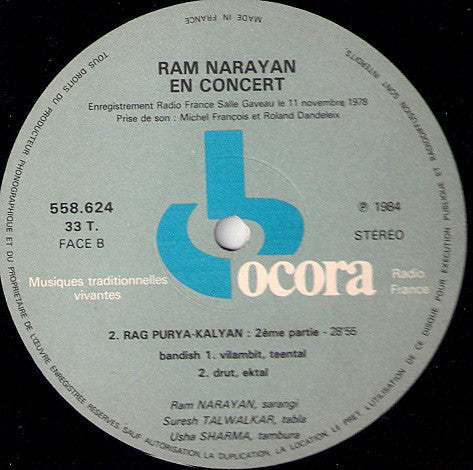 MADE IN FRANCE
RAM NARAYAN
EN CONCERT
Enregistrement Radio France Salle Gaveau le 11 novembre 1978
Prise de son : Michel François et Roland Dandeleix
558.624
33 T.
FACE B
℗ 1984
STÉRÉO
Musiques traditionnelles
vivantes
ocora
Radio
France
2. RAG PURYA-KALYAN : 2ème partie - 28'55
bandish 1. vilambit, teental
2. drut, ektal
Ram NARAYAN, sarangi
Suresh TALWALKAR, tabla
Usha SHARMA, tambura
TOUS DROITS DU PRODUCTEUR PHONOGRAPHIQUE ET DU PROPRIETAIRE DE L'ŒUVRE ENREGISTRÉE RESERVES. SAUF AUTORISATION, LA DUPLICATION, LA LOCATION, LE PRET, L'UTILISATION DE CE DISQUE POUR EXECUTION PUBLIQUE ET RADIODIFFUSION SONT INTERDITS